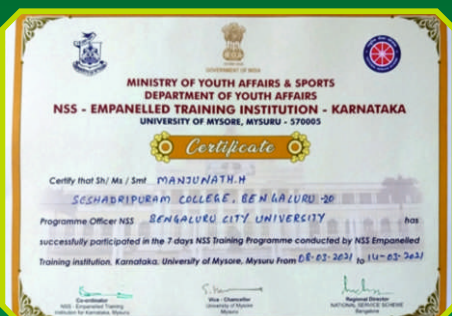 GOVERNMENT OF INDIA
MINISTRY OF YOUTH AFFAIRS & SPORTS
DEPARTMENT OF YOUTH AFFAIRS
NSS - EMPANELLED TRAINING INSTITUTION - KARNATAKA
UNIVERSITY OF MYSORE, MYSURU - 570005
Certificate
Certify that Sh/ Ms / Smt MANJUNATH.H
SESHADRIPURAM COLLEGE, BENGALURU -20
Programme Officer NSS BENGALURU CITY UNIVERSITY has
successfully participated in the 7 days NSS Training Programme conducted by NSS Empanelled
Training institution, Karnataka, University of Mysore, Mysuru From 08-03-2021 to 14-03-2021
Co-ordinator Vice - Chancellor Regional Director
NSS - Empanelled Training University of Mysore NATIONAL SERVICE SCHEME
Institution for Karnataka, Mysuru Mysuru Bangalore